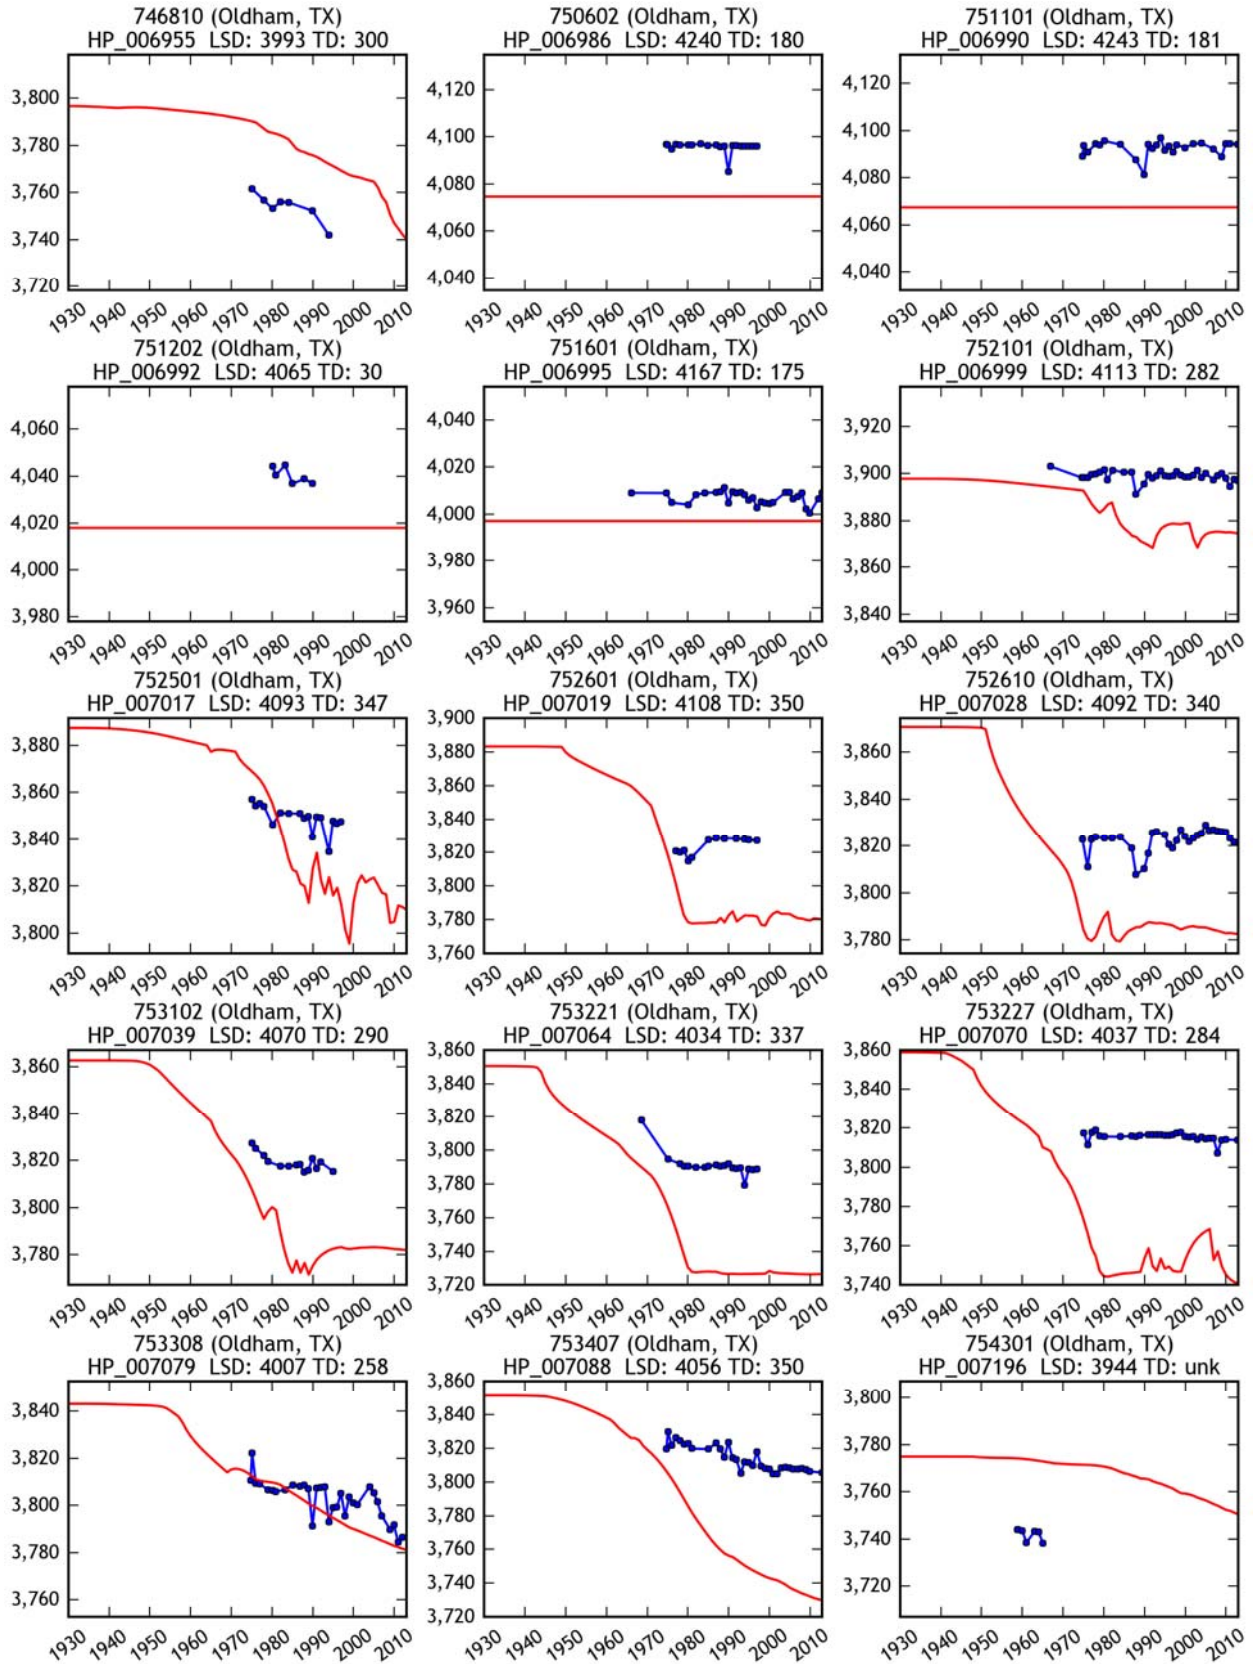 746810 (Oldham, TX) 750602 (Oldham, TX) 751101 (Oldham, TX)
HP_006955 LSD: 3993 TD: 300 HP_006986 LSD: 4240 TD: 180 HP_006990 LSD: 4243 TD: 181
3,800 4,120 4,120
3,780 4,100 4,100
3,760 4,080 4,080
3,740 4,060 4,060
3,720 4,040 4,040
1930 1940 1950 1960 1970 1980 1990 2000 2010 1930 1940 1950 1960 1970 1980 1990 2000 2010 1930 1940 1950 1960 1970 1980 1990 2000 2010
751202 (Oldham, TX) 751601 (Oldham, TX) 752101 (Oldham, TX)
HP_006992 LSD: 4065 TD: 30 HP_006995 LSD: 4167 TD: 175 HP_006999 LSD: 4113 TD: 282
4,060 4,040 3,920
4,040 4,020 3,900
4,020 4,000 3,880
4,000 3,980 3,860
3,980 3,960 3,840
1930 1940 1950 1960 1970 1980 1990 2000 2010 1930 1940 1950 1960 1970 1980 1990 2000 2010 1930 1940 1950 1960 1970 1980 1990 2000 2010
752501 (Oldham, TX) 752601 (Oldham, TX) 752610 (Oldham, TX)
HP_007017 LSD: 4093 TD: 347 HP_007019 LSD: 4108 TD: 350 HP_007028 LSD: 4092 TD: 340
3,900
3,880 3,880 3,860
3,860 3,860 3,840
3,840 3,840 3,820
3,820 3,820 3,800
3,800 3,800 3,780
3,780
3,760
1930 1940 1950 1960 1970 1980 1990 2000 2010 1930 1940 1950 1960 1970 1980 1990 2000 2010 1930 1940 1950 1960 1970 1980 1990 2000 2010
753102 (Oldham, TX) 753221 (Oldham, TX) 753227 (Oldham, TX)
HP_007039 LSD: 4070 TD: 290 HP_007064 LSD: 4034 TD: 337 HP_007070 LSD: 4037 TD: 284
3,860 3,860 3,860
3,840 3,840 3,840
3,820 3,820 3,820
3,800 3,800 3,800
3,780 3,780 3,780
3,760 3,760
3,740 3,740
3,720
1930 1940 1950 1960 1970 1980 1990 2000 2010 1930 1940 1950 1960 1970 1980 1990 2000 2010 1930 1940 1950 1960 1970 1980 1990 2000 2010
753308 (Oldham, TX) 753407 (Oldham, TX) 754301 (Oldham, TX)
HP_007079 LSD: 4007 TD: 258 HP_007088 LSD: 4056 TD: 350 HP_007196 LSD: 3944 TD: unk
3,860
3,840 3,840 3,800
3,820 3,820 3,780
3,800 3,800 3,760
3,780 3,780 3,740
3,760 3,760 3,720
3,740
3,720
1930 1940 1950 1960 1970 1980 1990 2000 2010 1930 1940 1950 1960 1970 1980 1990 2000 2010 1930 1940 1950 1960 1970 1980 1990 2000 2010